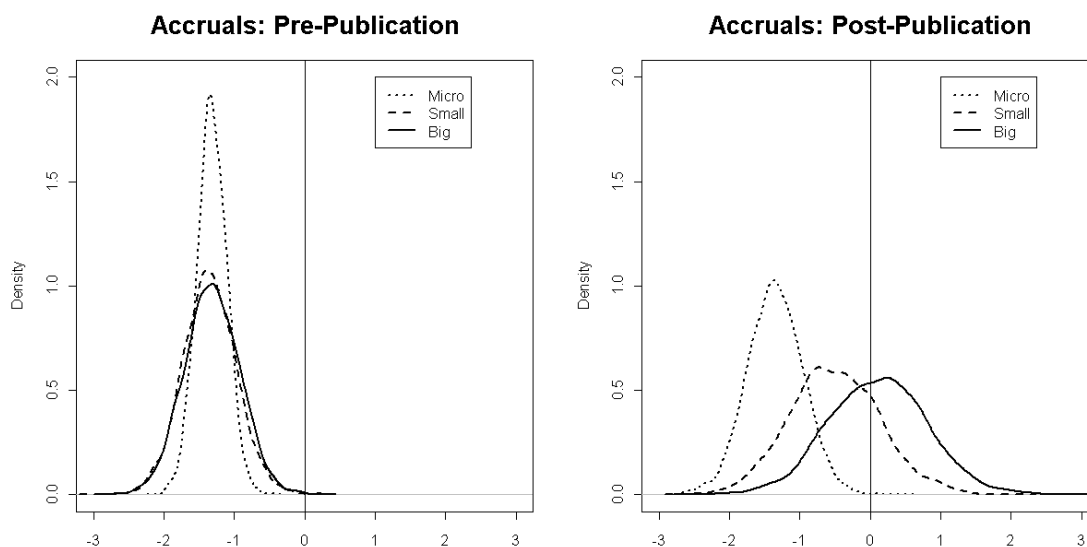 Accruals: Pre-Publication
Density
0.0
0.5
1.0
1.5
2.0
-3
-2
-1
0
1
2
3
Micro
Small
Big
Accruals: Post-Publication
Density
0.0
0.5
1.0
1.5
2.0
-3
-2
-1
0
1
2
3
Micro
Small
Big